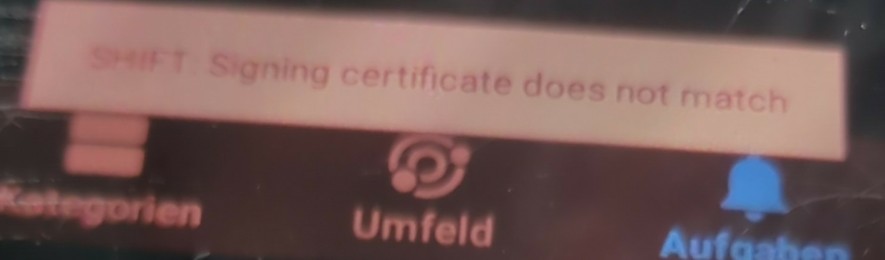 SHIFT: Signing certificate does not match
Kategorien
Umfeld
Aufgaben